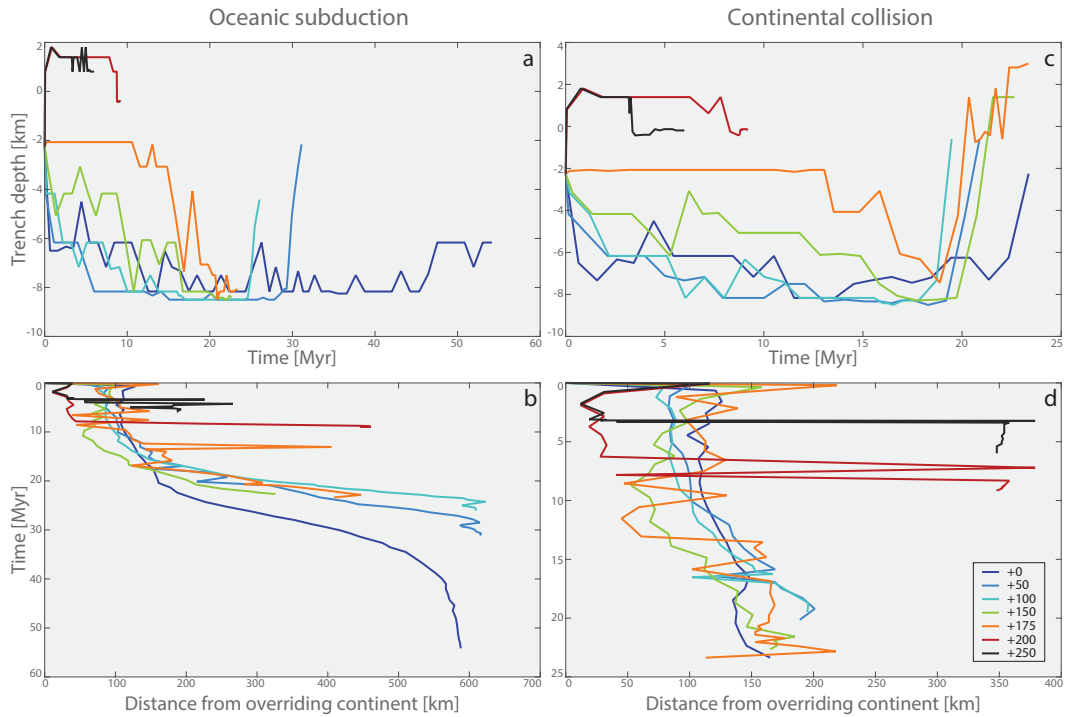 Oceanic subduction
Continental collision
a
c
Trench depth [km]
2
0
-2
-4
-6
-8
-10
4
2
0
-2
-4
-6
-8
-10
0 10 20 30 40 50 60
Time [Myr]
0 5 10 15 20 25
Time [Myr]
b
d
Time [Myr]
0
10
20
30
40
50
60
0
5
10
15
20
25
+0
+50
+100
+150
+175
+200
+250
0 100 200 300 400 500 600 700
Distance from overriding continent [km]
0 50 100 150 200 250 300 350 400
Distance from overriding continent [km]